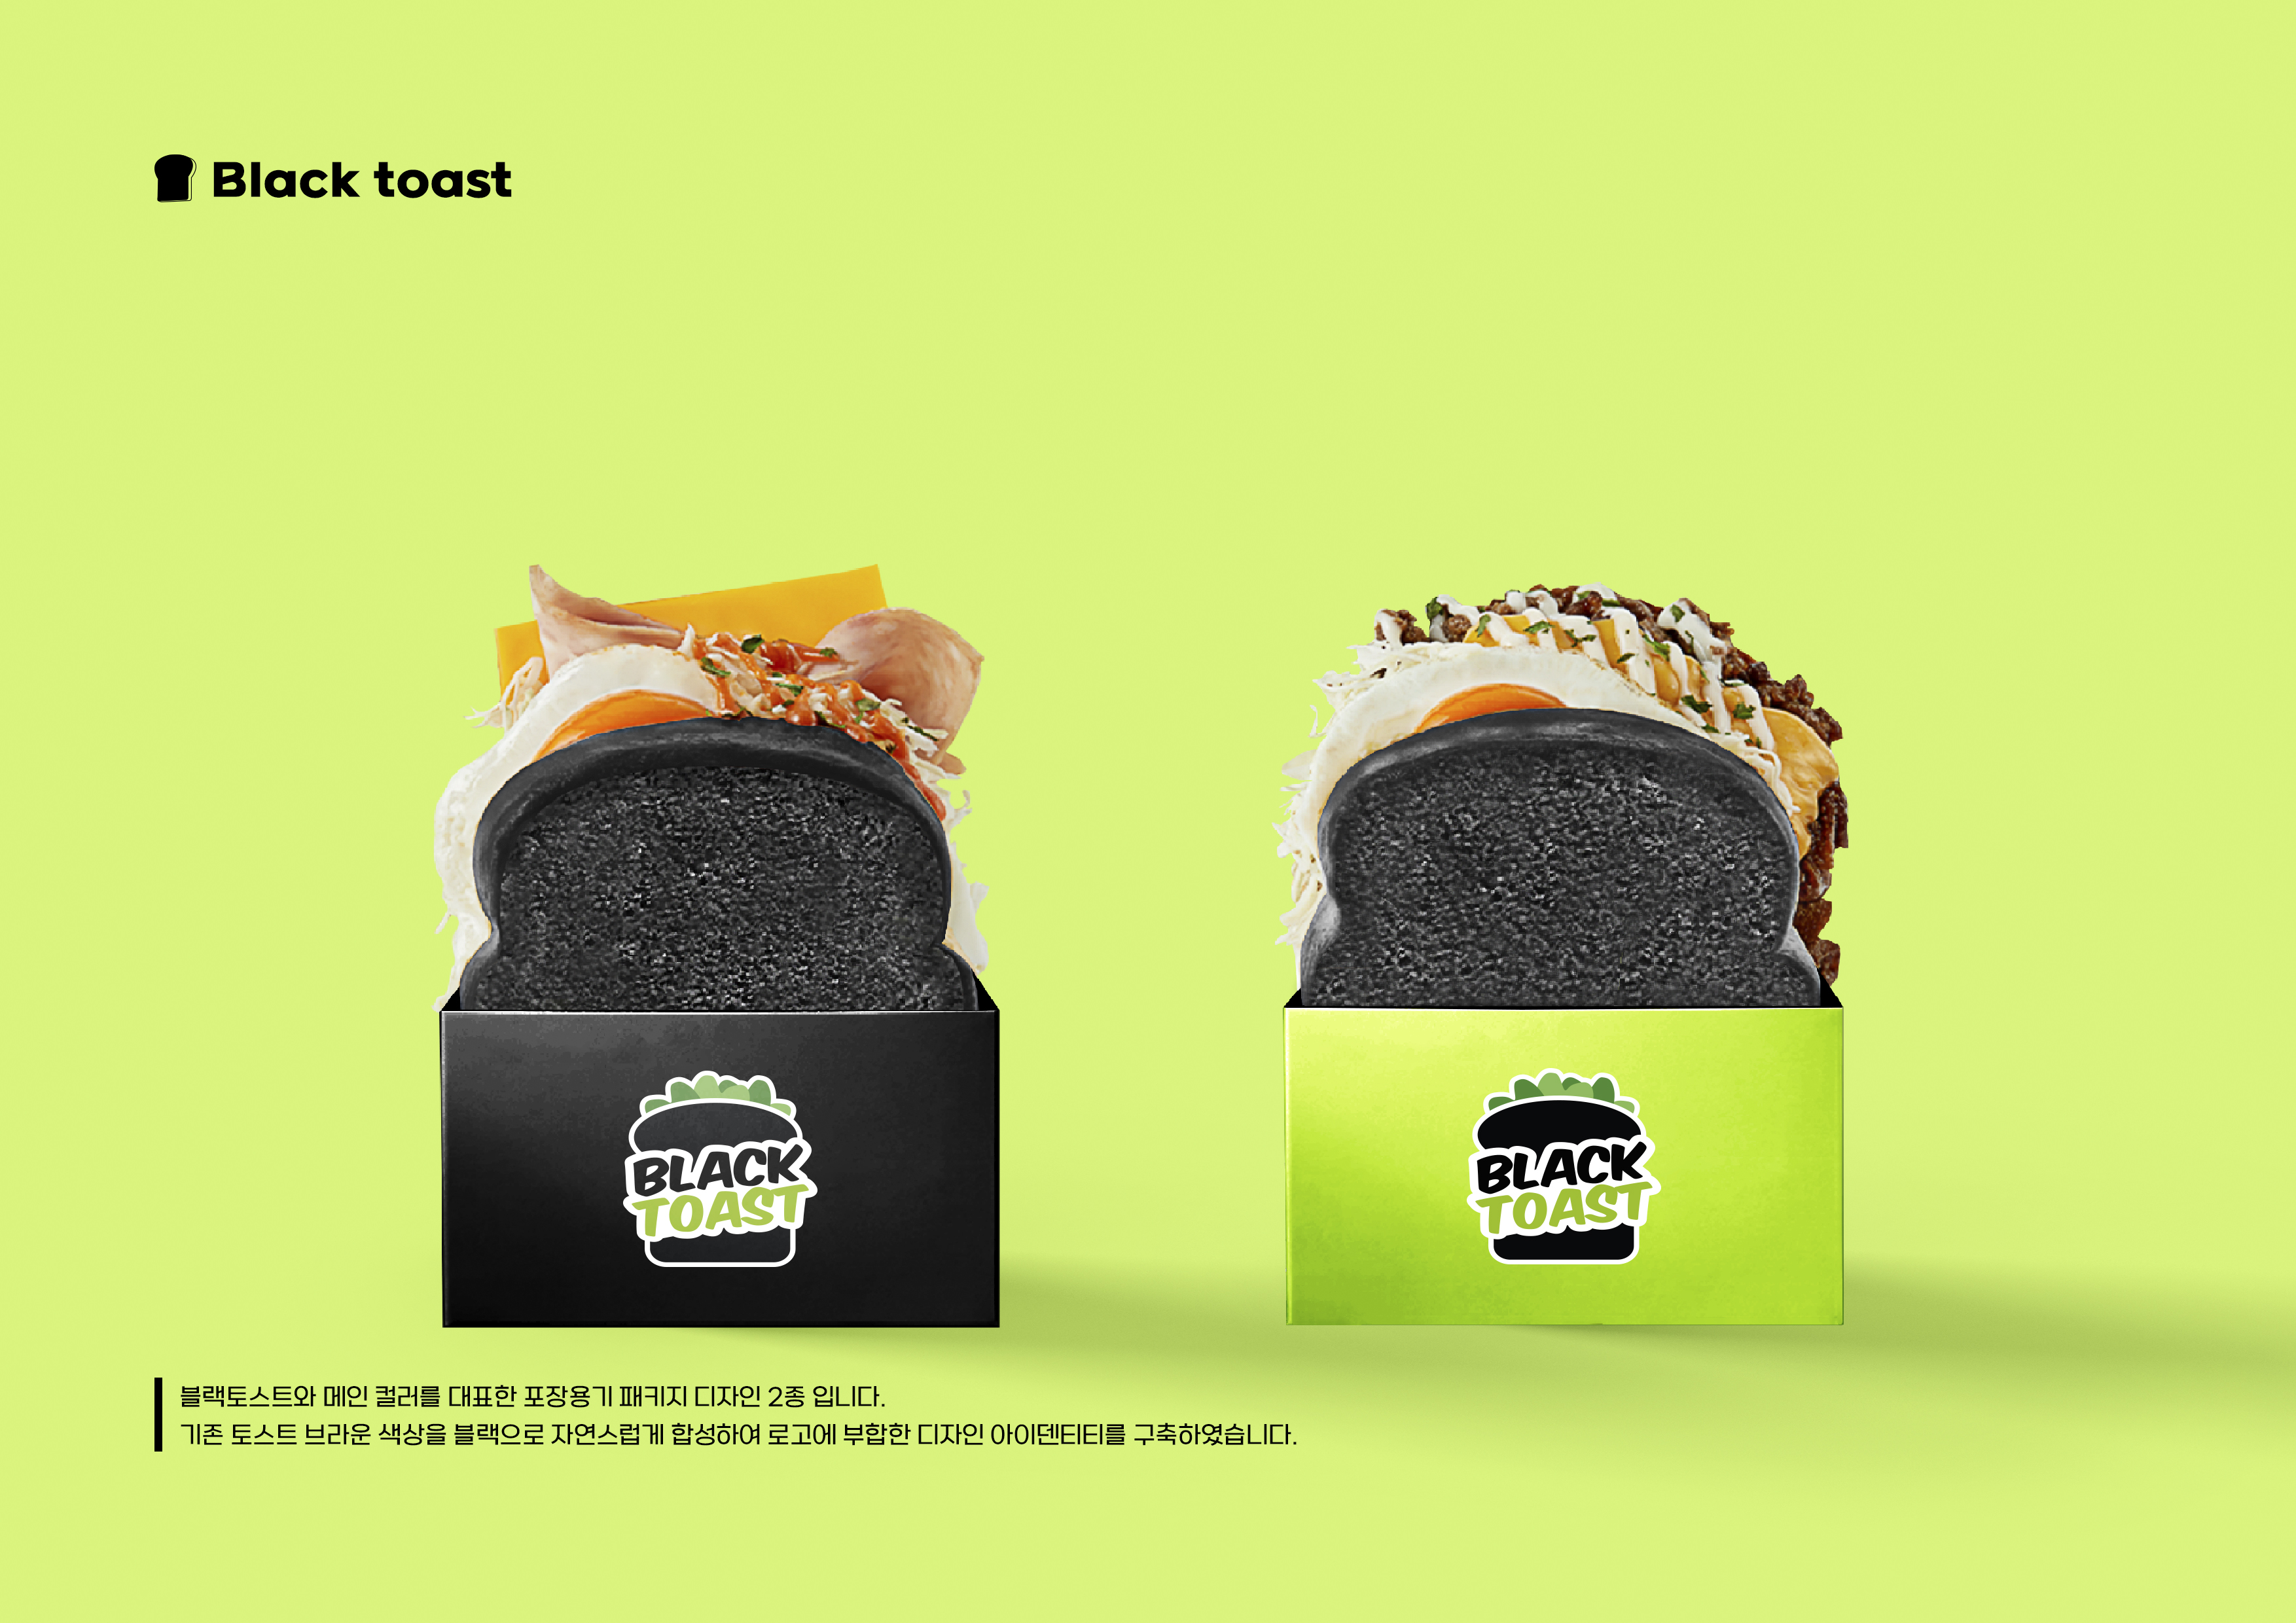 Black toast
BLACK
TOAST
BLACK
TOAST
블랙토스트와 메인 컬러를 대표한 포장용기 패키지 디자인 2종 입니다.
기존 토스트 브라운 색상을 블랙으로 자연스럽게 합성하여 로고에 부합한 디자인 아이덴티티를 구축하였습니다.